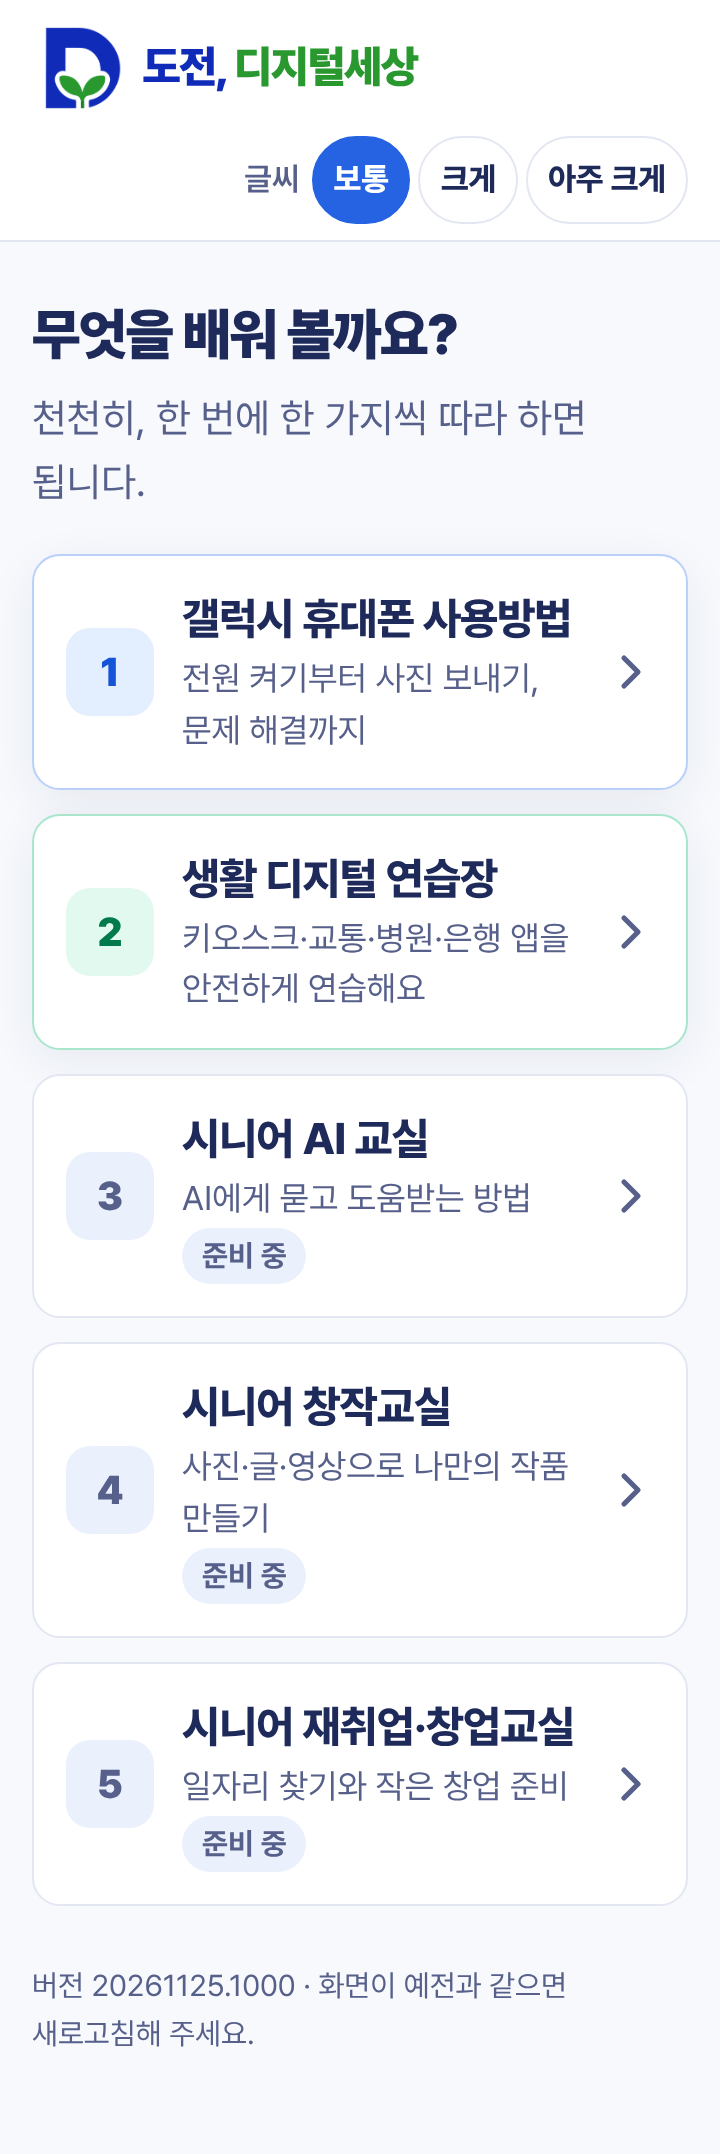 도전, 디지털세상
글씨 보통 크게 아주 크게
무엇을 배워 볼까요?
천천히, 한 번에 한 가지씩 따라 하면
됩니다.
1
갤럭시 휴대폰 사용방법
전원 켜기부터 사진 보내기,
문제 해결까지
2
생활 디지털 연습장
키오스크·교통·병원·은행 앱을
안전하게 연습해요
3
시니어 AI 교실
AI에게 묻고 도움받는 방법
준비 중
4
시니어 창작교실
사진·글·영상으로 나만의 작품
만들기
준비 중
5
시니어 재취업·창업교실
일자리 찾기와 작은 창업 준비
준비 중
버전 20261125.1000 · 화면이 예전과 같으면
새로고침해 주세요.